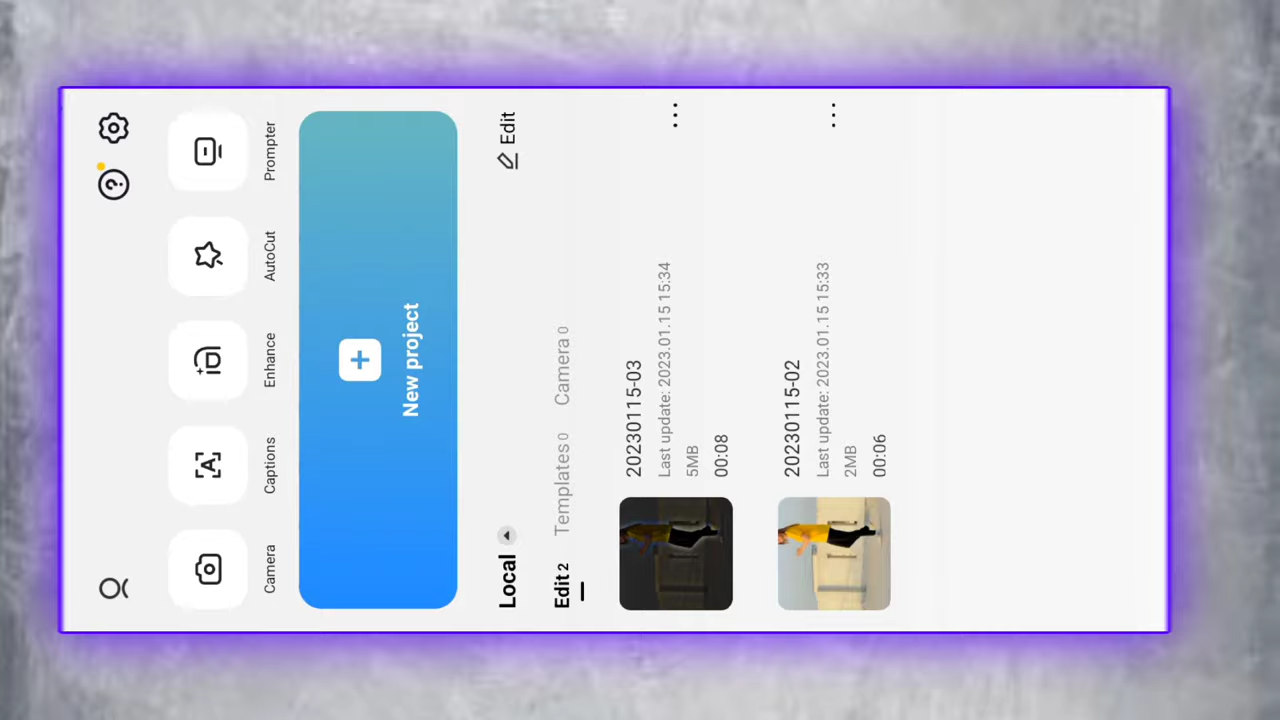 Camera
Captions
Enhance
AutoCut
Prompter
New project
Local
Edit
Edit 2
Templates 0
Camera 0
20230115-03
Last update: 2023.01.15 15:34
5MB
00:08
20230115-02
Last update: 2023.01.15 15:33
2MB
00:06